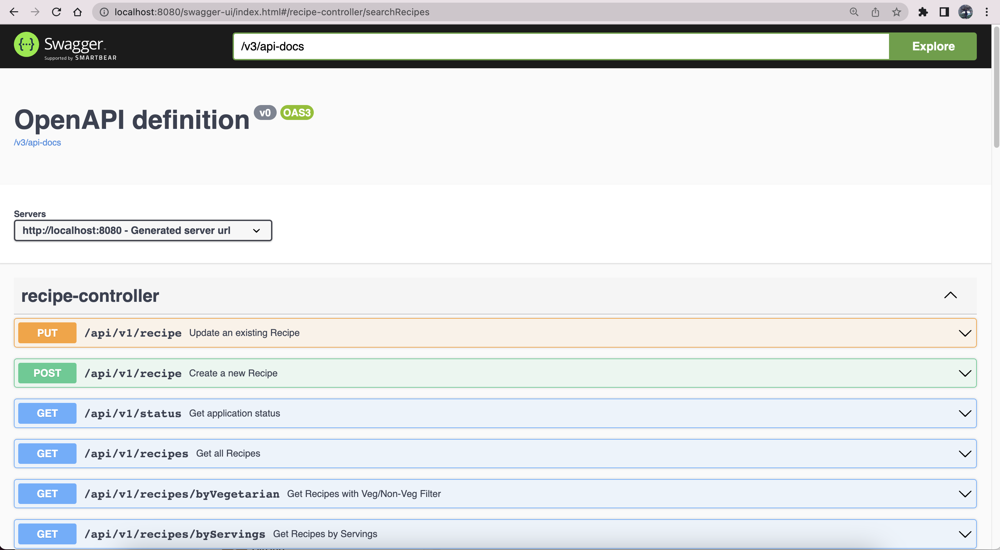 localhost:8080/swagger-ui/index.html#/recipe-controller/searchRecipes
{...} Swagger™
Supported by SMARTBEAR
/v3/api-docs
Explore
OpenAPI definition v0 OAS3
/v3/api-docs
Servers
http://localhost:8080 - Generated server url
recipe-controller
PUT /api/v1/recipe Update an existing Recipe
POST /api/v1/recipe Create a new Recipe
GET /api/v1/status Get application status
GET /api/v1/recipes Get all Recipes
GET /api/v1/recipes/byVegetarian Get Recipes with Veg/Non-Veg Filter
GET /api/v1/recipes/byServings Get Recipes by Servings